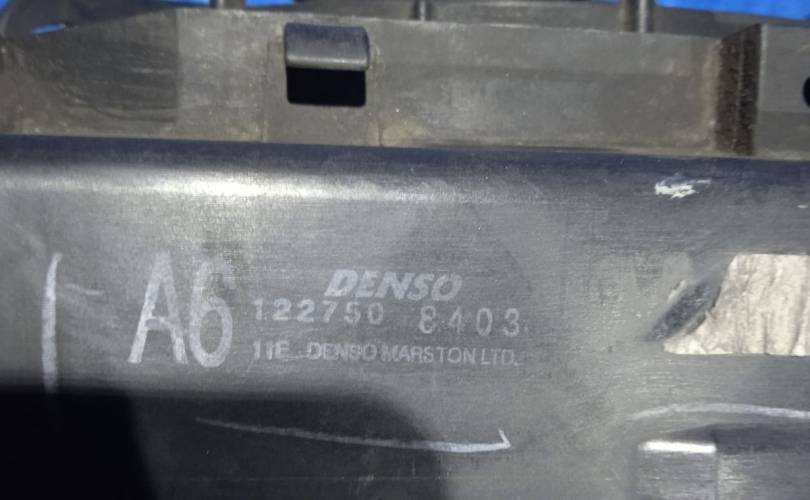 DENSO
A6
122750 8403
11E DENSO MARSTON LTD.